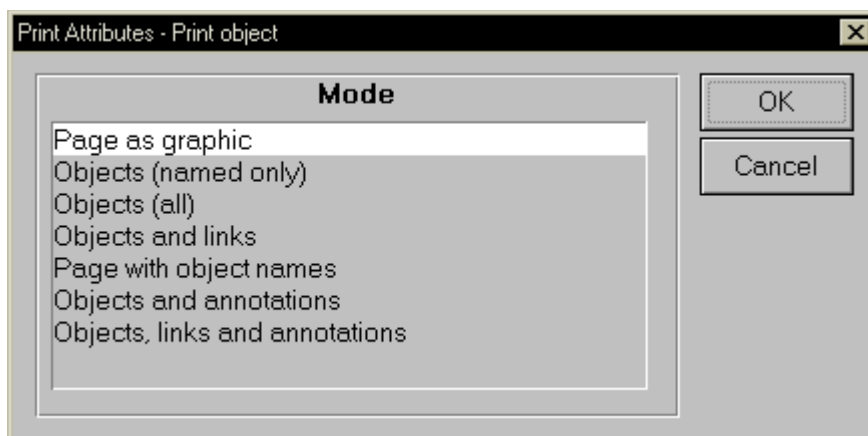 Print Attributes - Print object
Mode
Page as graphic
Objects (named only)
Objects (all)
Objects and links
Page with object names
Objects and annotations
Objects, links and annotations
OK
Cancel